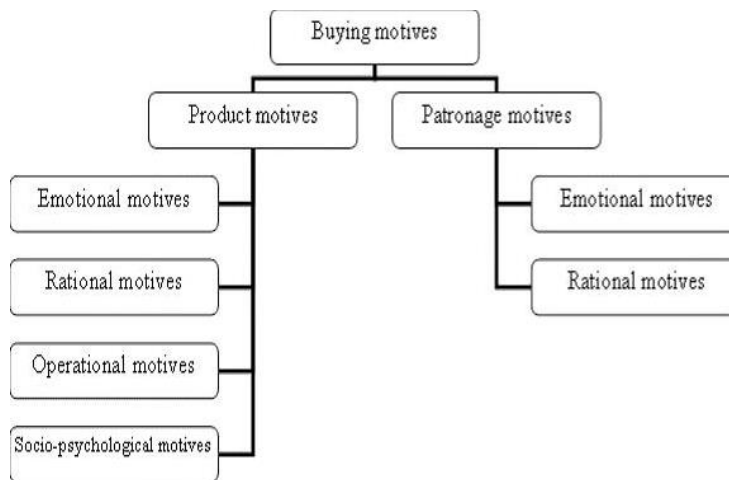 Buying motives
Product motives
Patronage motives
Emotional motives
Emotional motives
Rational motives
Rational motives
Operational motives
Socio-psychological motives